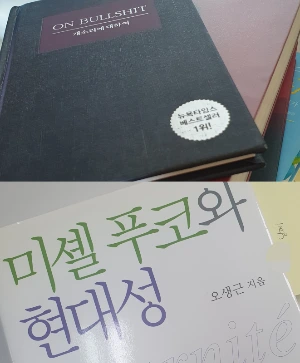 ON BULLSHIT
개소리에 대하여
뉴욕타임스
베스트셀러
1위!
미셸 푸코와
현대성
오생근 지음